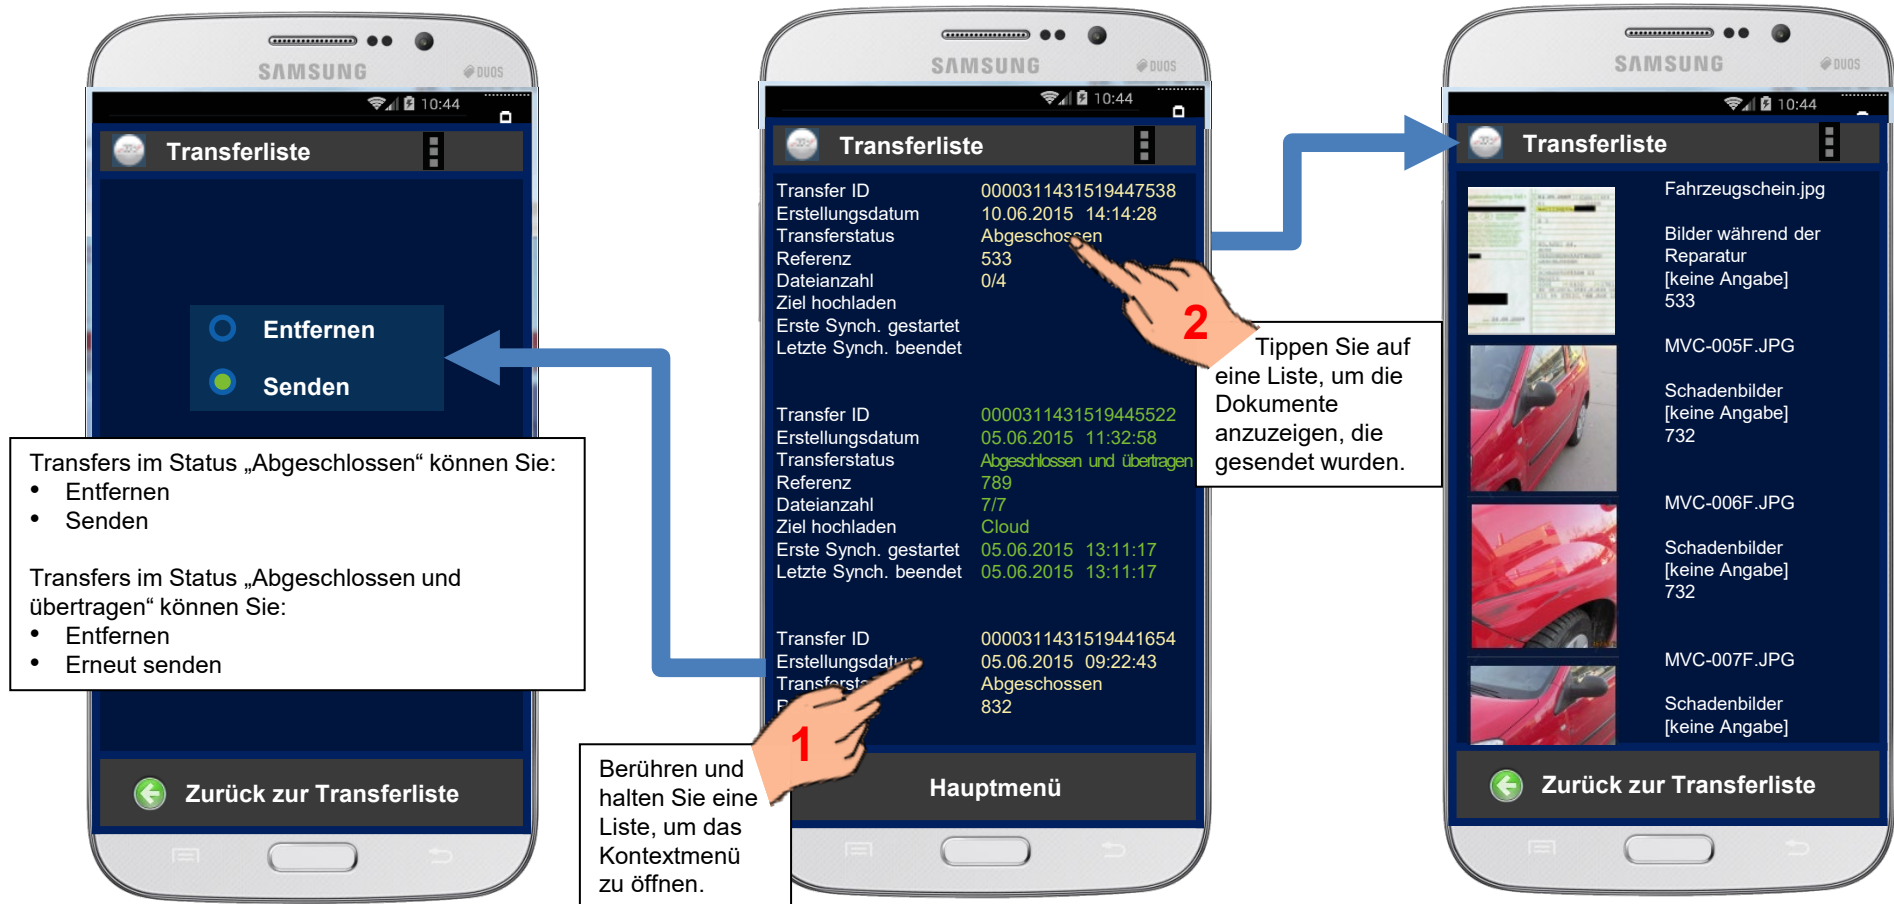 SAMSUNG
DUOS
10:44
Transferliste
Entfernen
Senden
Transfers im Status „Abgeschlossen“ können Sie:
• Entfernen
• Senden
Transfers im Status „Abgeschlossen und
übertragen“ können Sie:
• Entfernen
• Erneut senden
Zurück zur Transferliste
SAMSUNG
DUOS
10:44
Transferliste
Transfer ID 0000311431519447538
Erstellungsdatum 10.06.2015 14:14:28
Transferstatus Abgeschossen
Referenz 533
Dateianzahl 0/4
Ziel hochladen
Erste Synch. gestartet
Letzte Synch. beendet
Transfer ID 0000311431519445522
Erstellungsdatum 05.06.2015 11:32:58
Transferstatus Abgeschlossen und übertragen
Referenz 789
Dateianzahl 7/7
Ziel hochladen Cloud
Erste Synch. gestartet 05.06.2015 13:11:17
Letzte Synch. beendet 05.06.2015 13:11:17
Transfer ID 0000311431519441654
Erstellungsdatum 05.06.2015 09:22:43
Abgeschossen
832
Hauptmenü
1
Berühren und
halten Sie eine
Liste, um das
Kontextmenü
zu öffnen.
2
Tippen Sie auf
eine Liste, um die
Dokumente
anzuzeigen, die
gesendet wurden.
SAMSUNG
DUOS
10:44
Transferliste
Fahrzeugschein.jpg
Bilder während der
Reparatur
[keine Angabe]
533
MVC-005F.JPG
Schadenbilder
[keine Angabe]
732
MVC-006F.JPG
Schadenbilder
[keine Angabe]
732
MVC-007F.JPG
Schadenbilder
[keine Angabe]
Zurück zur Transferliste